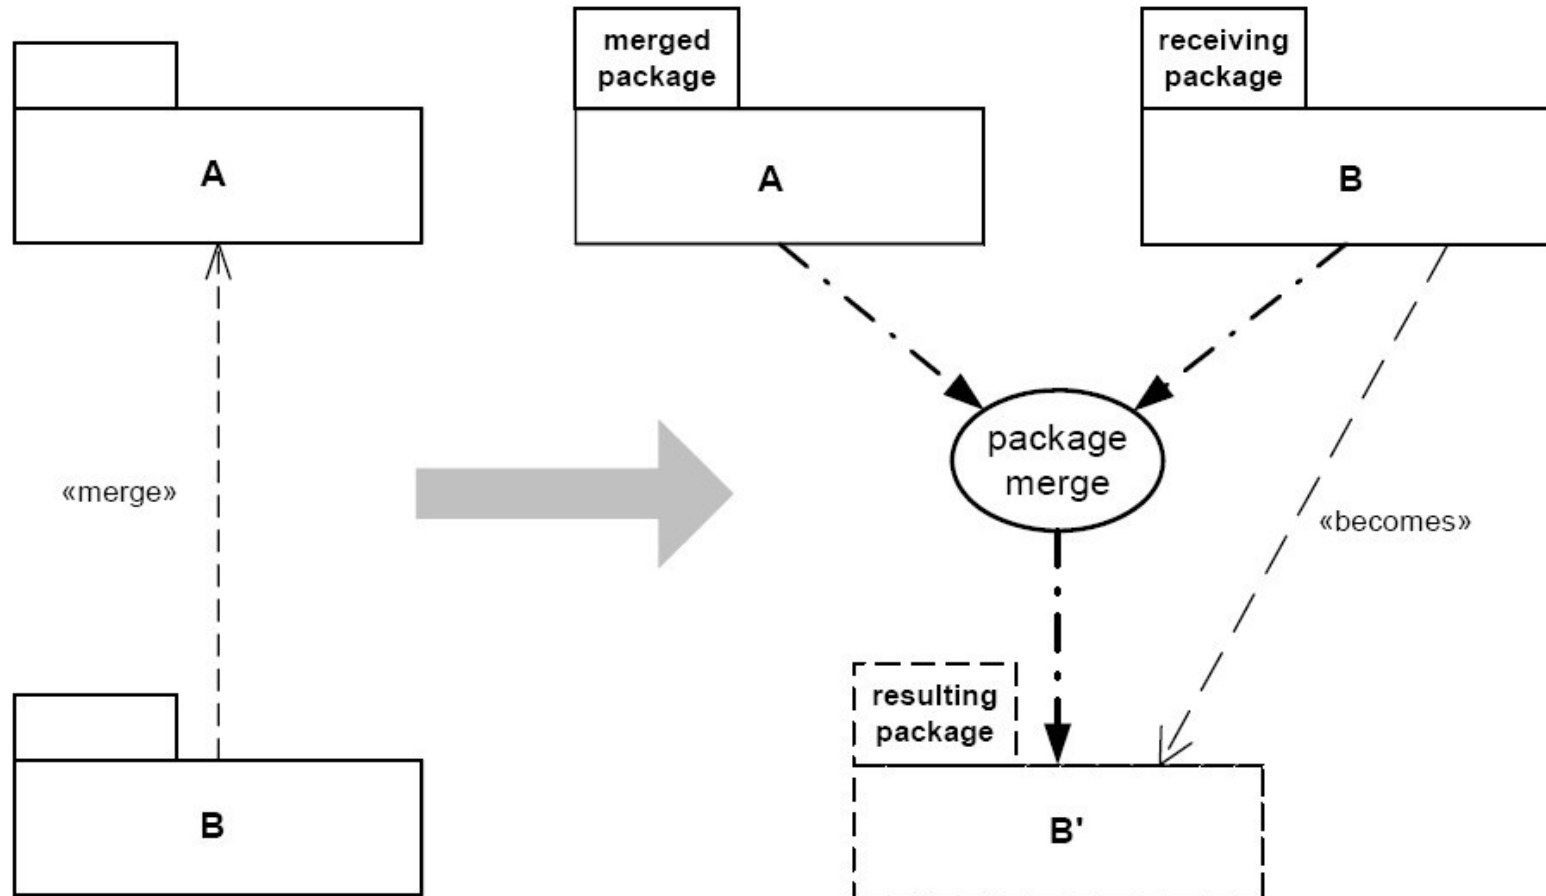 A
«merge»
B
merged
package
A
receiving
package
B
package
merge
«becomes»
resulting
package
B'